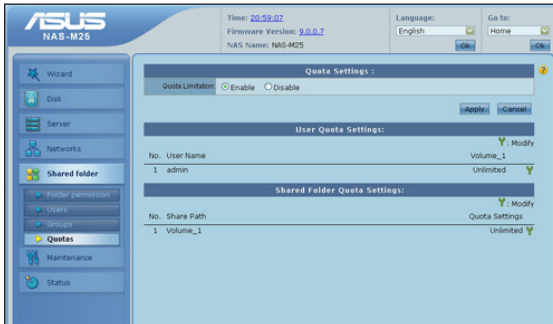 ASUS
NAS-M25
Time: 20:59:07
Firmware Version: 9.0.0.7
NAS Name: NAS-M25
Language:
English
Ok
Go to:
Home
Ok
Wizard
Disk
Server
Networks
Shared folder
Folder permission
Users
Groups
Quotas
Maintenance
Status
Quota Settings :
Gusta Limitation: Enable Disable
Apply Cancel
User Quota Settings:
: Modify
No. User Name Volume_1
1 admin Unlimited
Shared Folder Quota Settings:
: Modify
No. Share Path Quota Settings
1 Volume_1 Unlimited